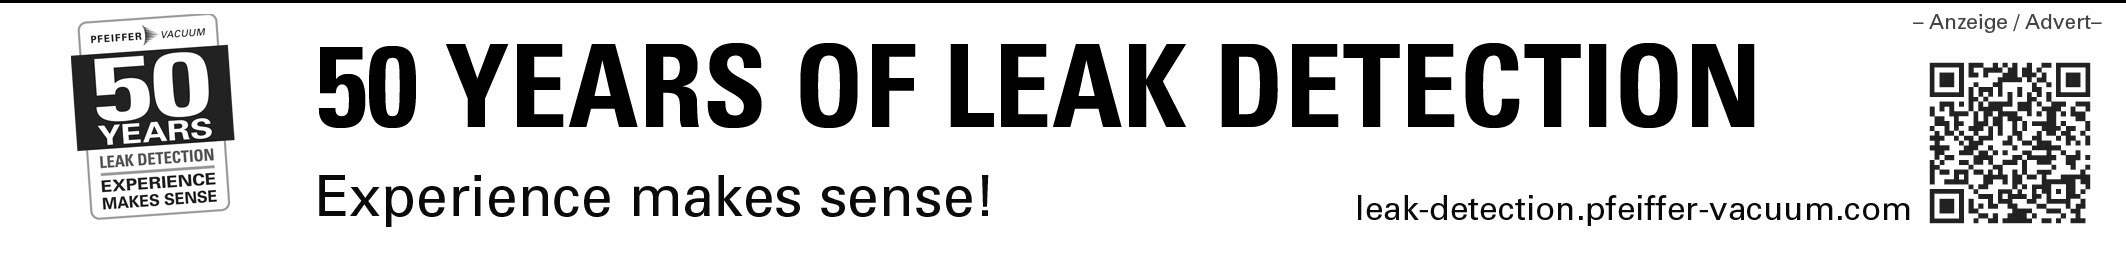 – Anzeige / Advert–
PFEIFFER VACUUM
50
YEARS
LEAK DETECTION
EXPERIENCE
MAKES SENSE
50 YEARS OF LEAK DETECTION
Experience makes sense!
leak-detection.pfeiffer-vacuum.com